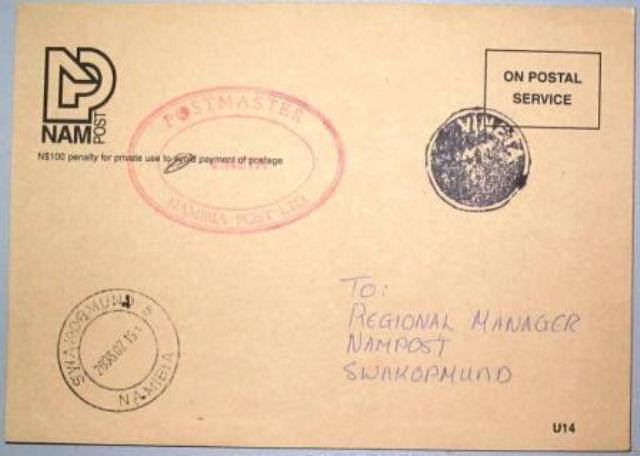 NAM
POST
N$100 penalty for private use to avoid payment of postage
POSTMASTER
NAMIBIA POST LTD.
ON POSTAL
SERVICE
To:
REGIONAL MANAGER
NAMPOST
SWAKOPMUND
SWAKOPMUND
NAMIBIA
U14